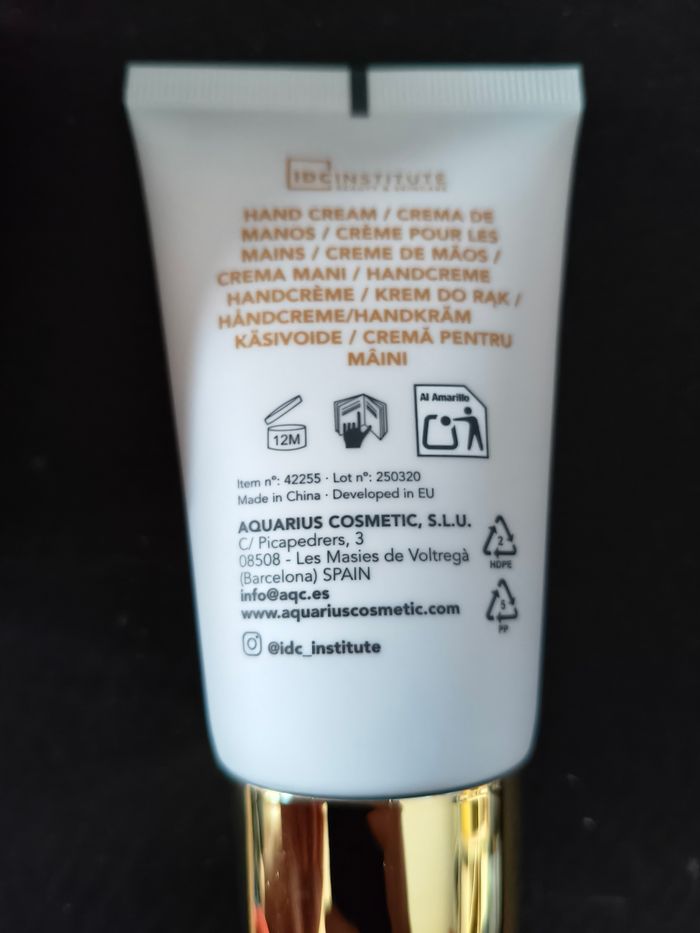 IDC INSTITUTE
BEAUTY & SKINCARE
HAND CREAM / CREMA DE
MANOS / CRÈME POUR LES
MAINS / CREME DE MÃOS /
CREMA MANI / HANDCREME
HANDCRÈME / KREM DO RĄK /
HÅNDCREME/HANDKRÄM
KÄSIVOIDE / CREMĂ PENTRU
MÂINI
12M
Al Amarillo
Item nº: 42255 · Lot nº: 250320
Made in China · Developed in EU
AQUARIUS COSMETIC, S.L.U.
C/ Picapedrers, 3
08508 - Les Masies de Voltregà
(Barcelona) SPAIN
info@aqc.es
www.aquariuscosmetic.com
@idc_institute
2
HDPE
5
PP